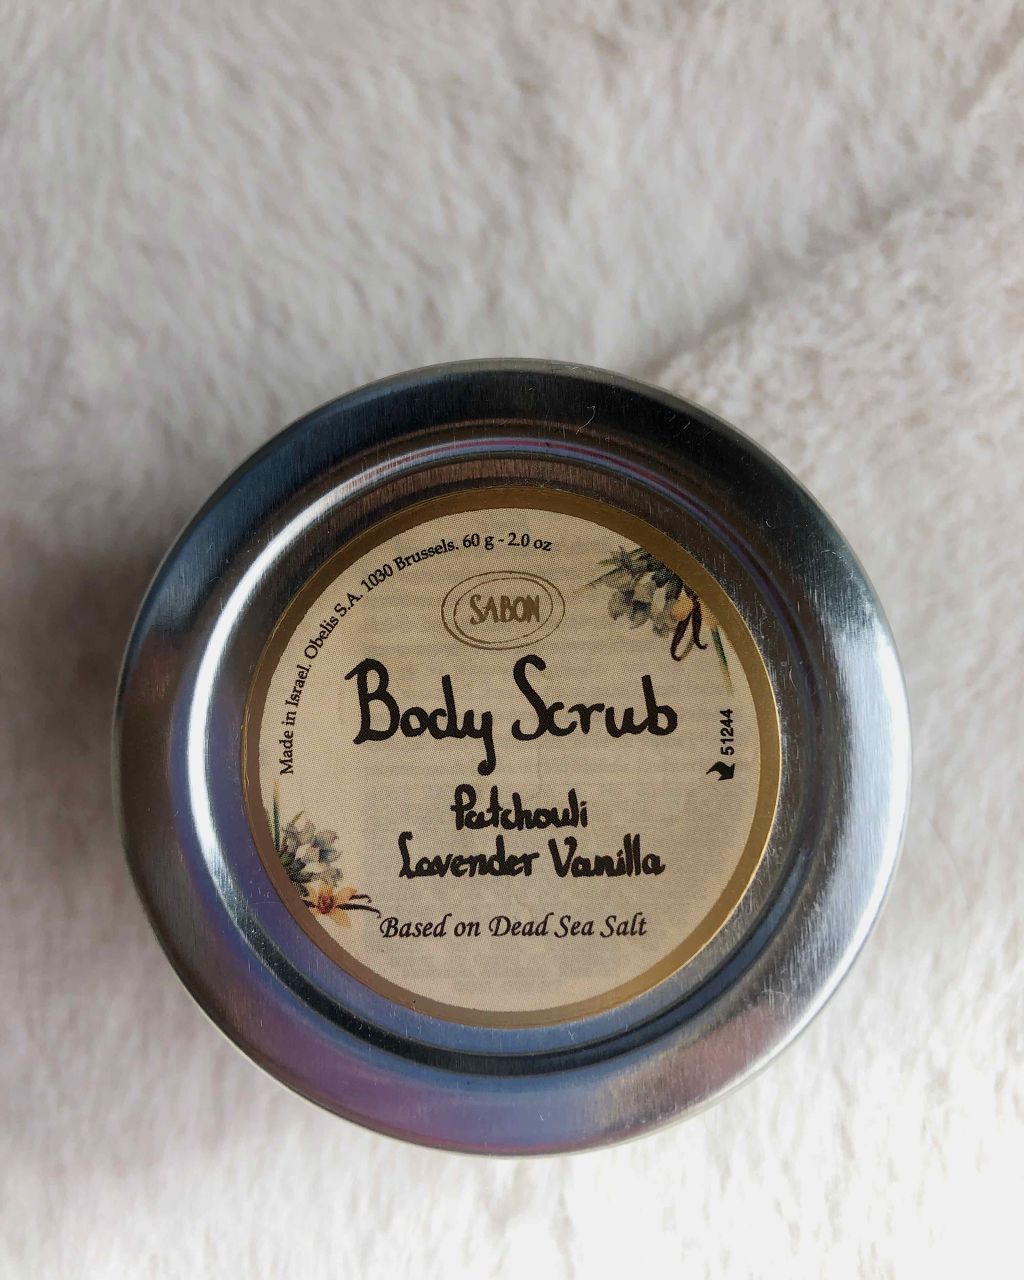 Made in Israel. Obelis S.A. 1030 Brussels. 60 g - 2.0 oz
SABON
Body Scrub
51244
Patchouli
Lavender Vanilla
Based on Dead Sea Salt